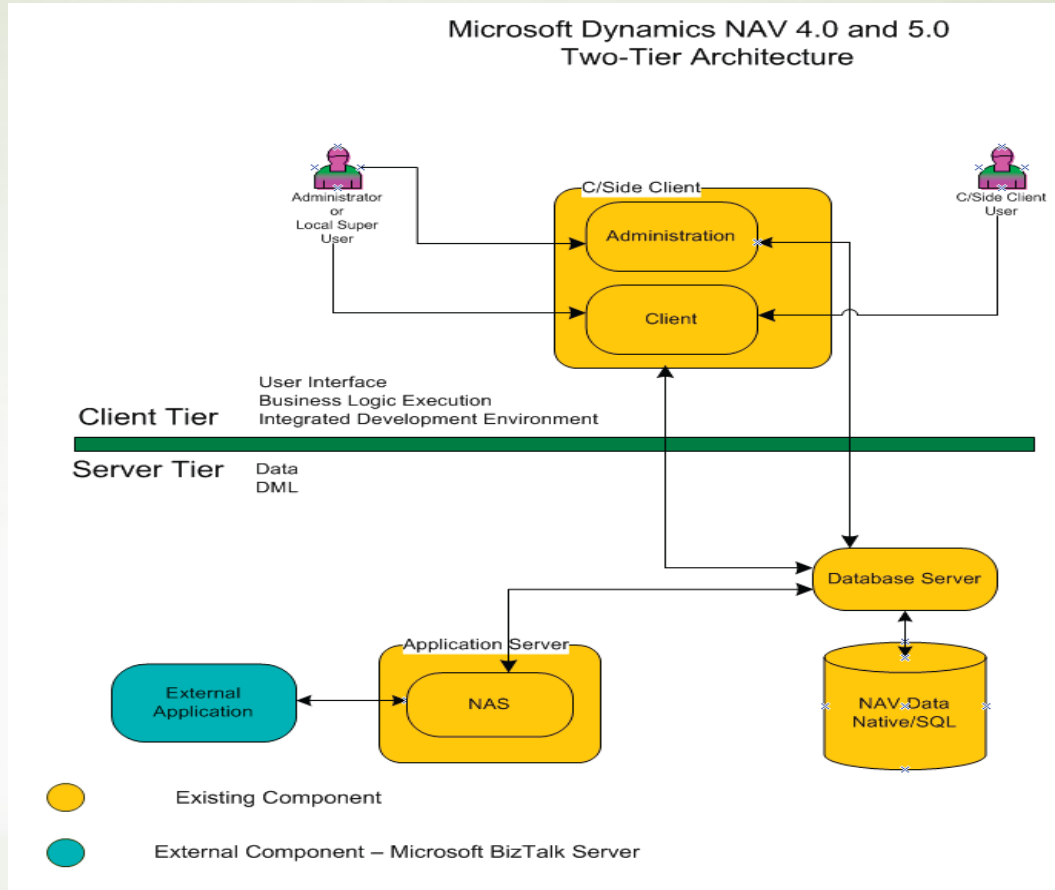 Microsoft Dynamics NAV 4.0 and 5.0
Two-Tier Architecture
Administrator
or
Local Super
User
C/Side Client
Administration
Client
C/Side Client
User
Client Tier
User Interface
Business Logic Execution
Integrated Development Environment
Server Tier
Data
DML
Database Server
Application Server
NAS
External
Application
NAV Data
Native/SQL
Existing Component
External Component – Microsoft BizTalk Server